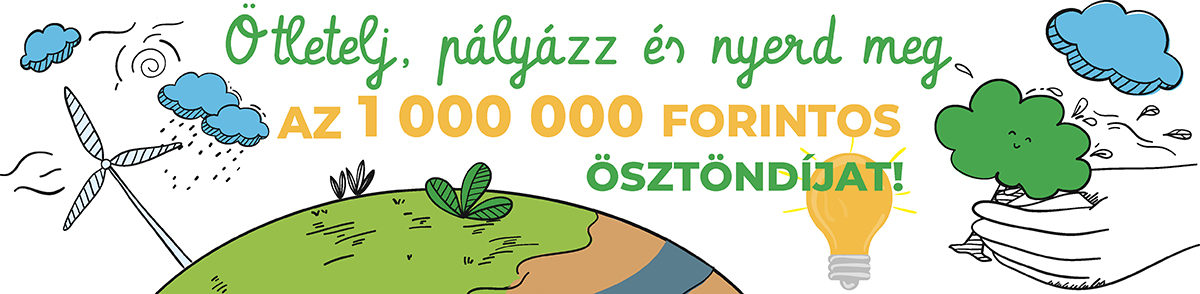 Ötletelj, pályázz és nyerd meg
AZ 1 000 000 FORINTOS
ÖSZTÖNDÍJAT!